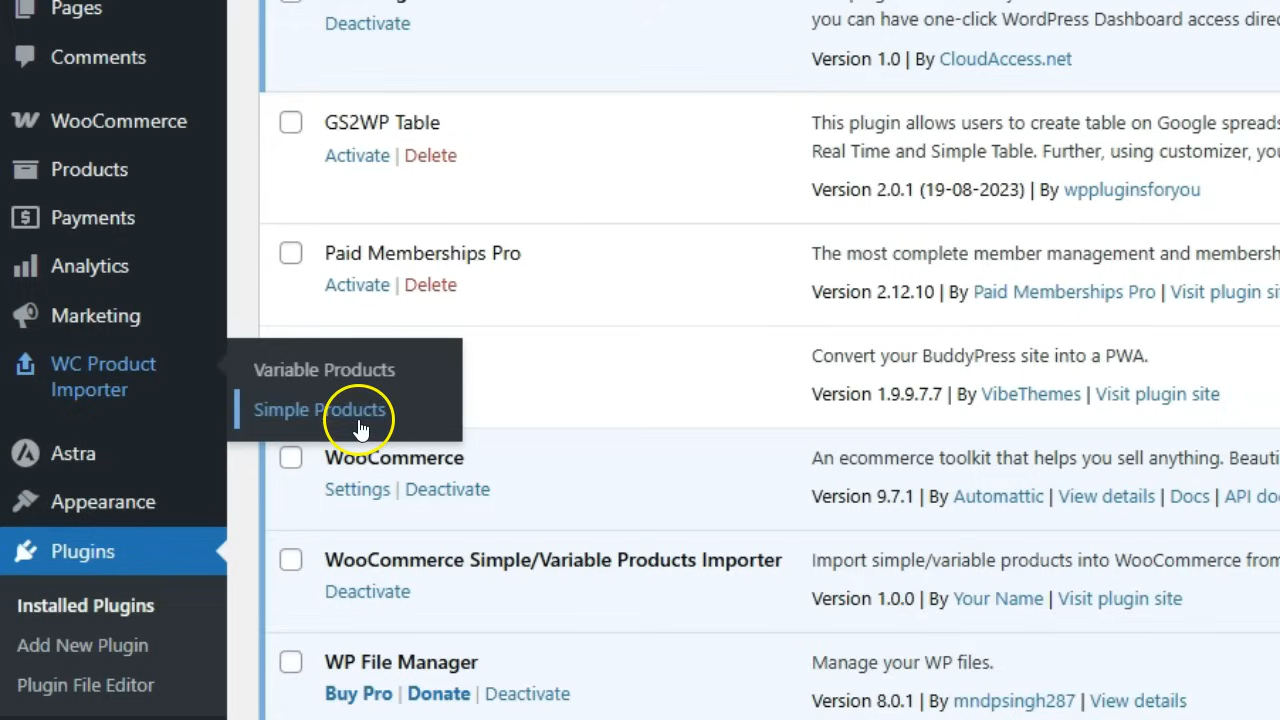 Pages
Comments
WooCommerce
Products
Payments
Analytics
Marketing
WC Product
Importer
Variable Products
Simple Products
Astra
Appearance
Plugins
Installed Plugins
Add New Plugin
Plugin File Editor
Deactivate
you can have one-click WordPress Dashboard access
Version 1.0 | By CloudAccess.net
GS2WP Table
Activate | Delete
This plugin allows users to create table on Google
Real Time and Simple Table. Further, using customizer,
Version 2.0.1 (19-08-2023) | By wppluginsforyou
Paid Memberships Pro
Activate | Delete
The most complete member management and
Version 2.12.10 | By Paid Memberships Pro | Visit plugin
Convert your BuddyPress site into a PWA.
Version 1.9.9.7.7 | By VibeThemes | Visit plugin site
WooCommerce
Settings | Deactivate
An ecommerce toolkit that helps you sell anything.
Version 9.7.1 | By Automattic | View details | Docs | API
WooCommerce Simple/Variable Products Importer
Deactivate
Import simple/variable products into WooCommerce from
Version 1.0.0 | By Your Name | Visit plugin site
WP File Manager
Buy Pro | Donate | Deactivate
Manage your WP files.
Version 8.0.1 | By mndpsingh287 | View details